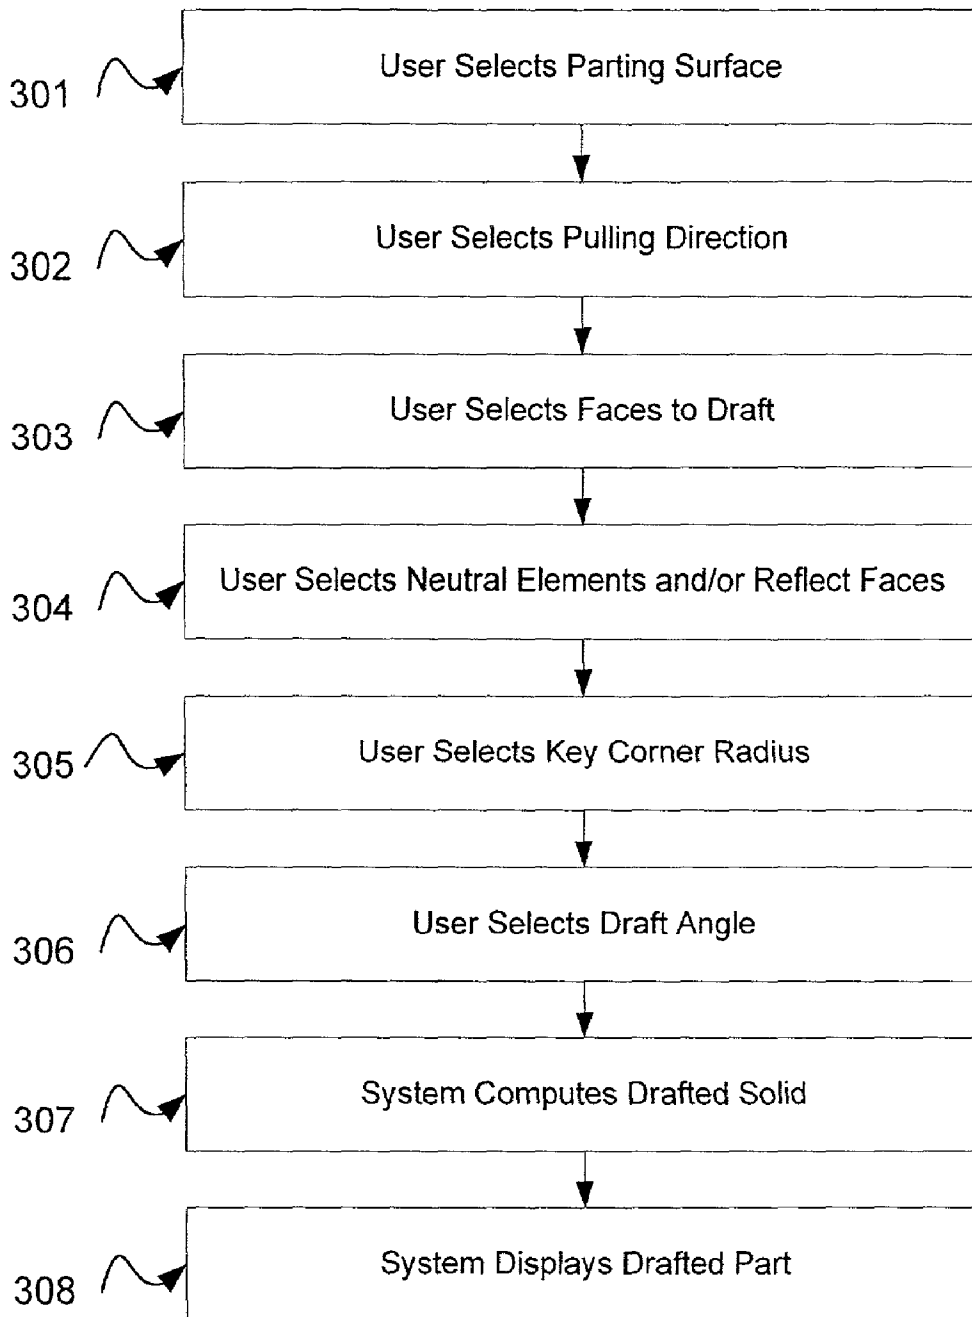 301 User Selects Parting Surface
302 User Selects Pulling Direction
303 User Selects Faces to Draft
304 User Selects Neutral Elements and/or Reflect Faces
305 User Selects Key Corner Radius
306 User Selects Draft Angle
307 System Computes Drafted Solid
308 System Displays Drafted Part